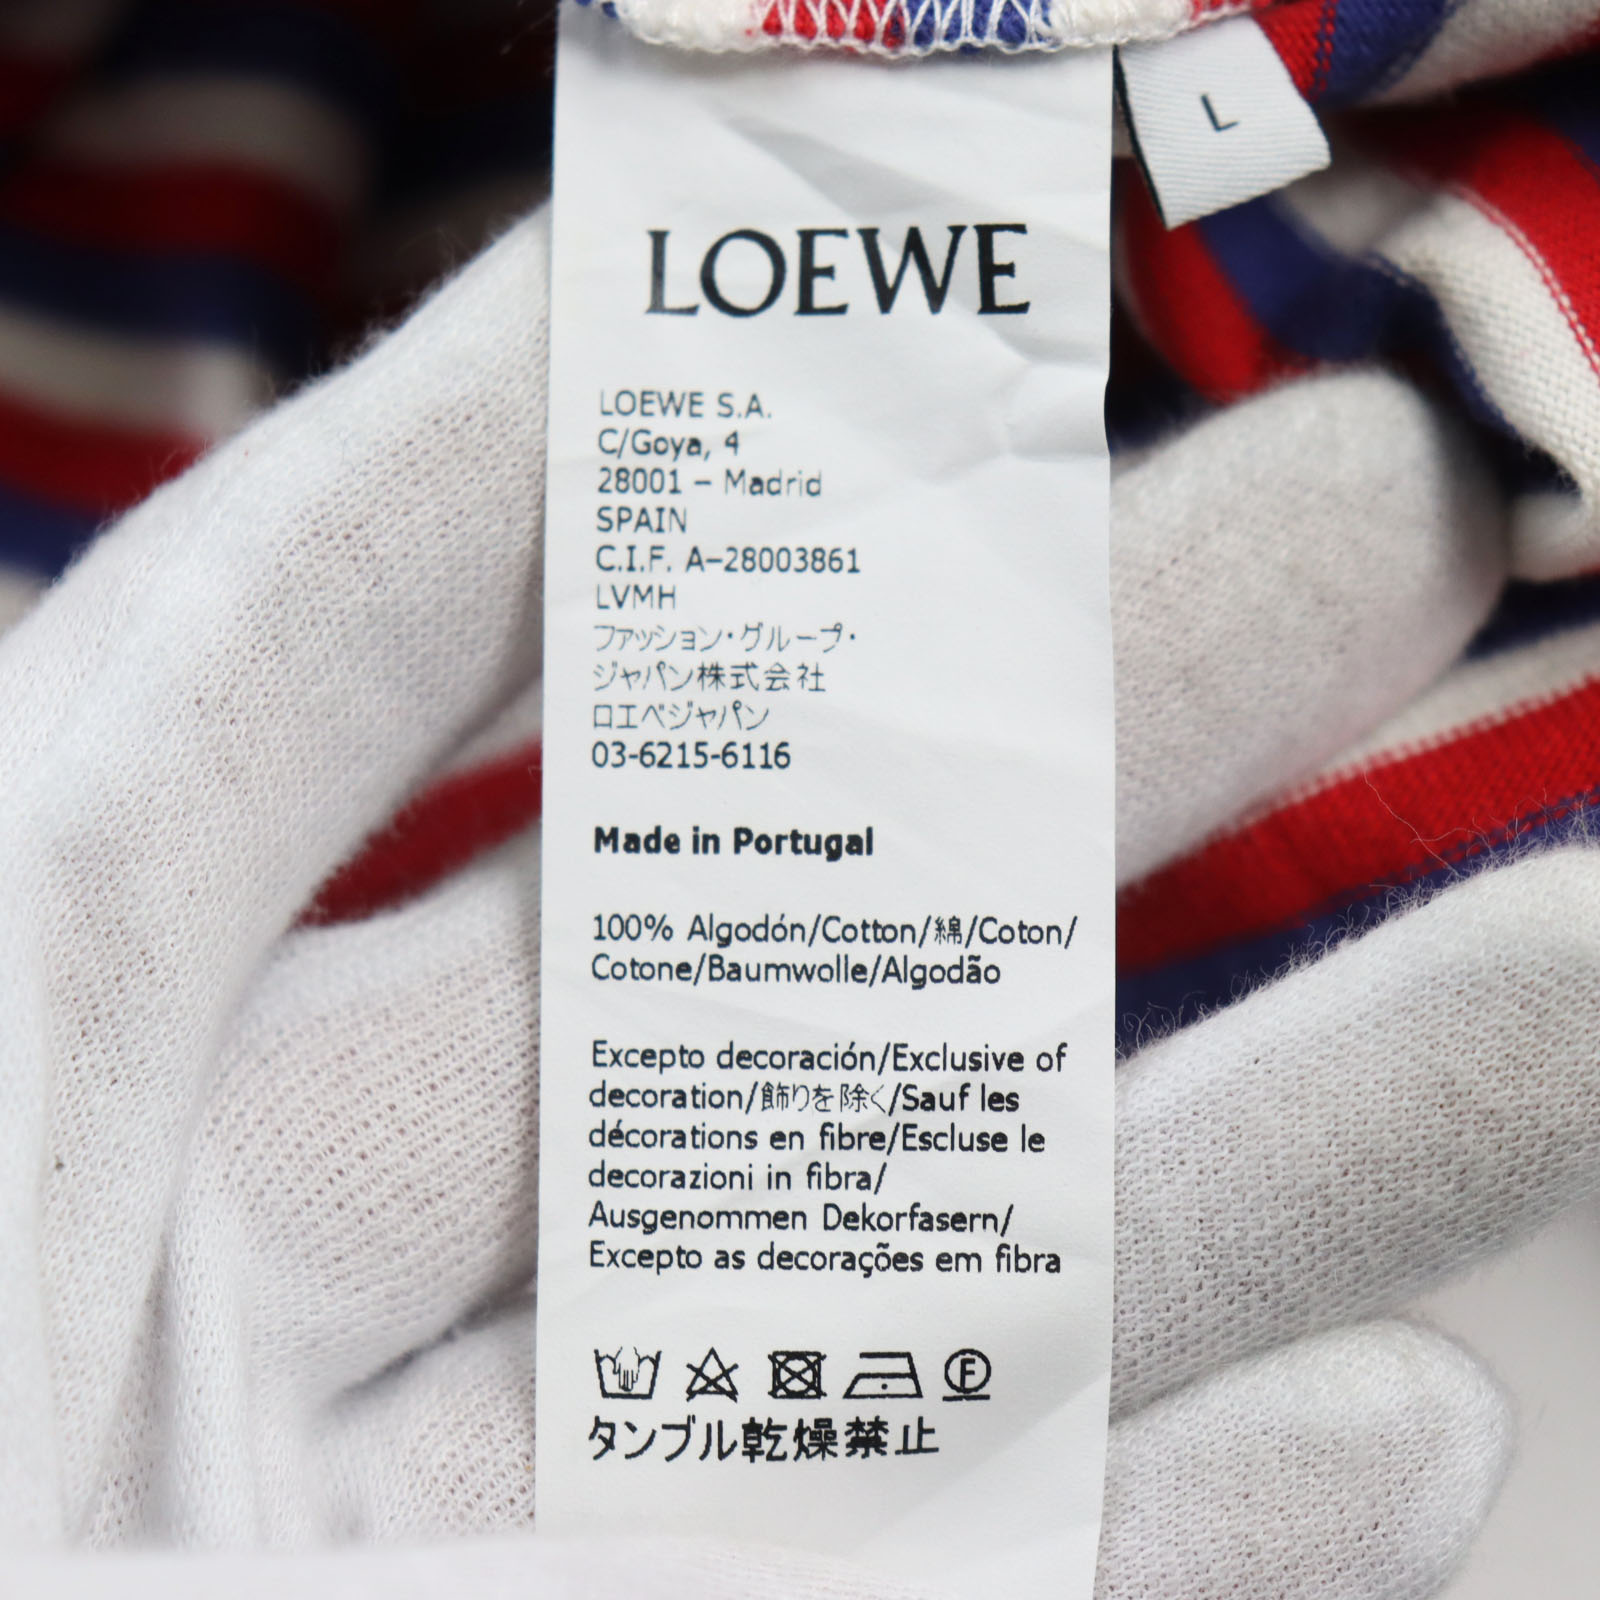 L
LOEWE
LOEWE S.A.
C/Goya, 4
28001 – Madrid
SPAIN
C.I.F. A-28003861
LVMH
ファッション・グループ・
ジャパン株式会社
ロエベジャパン
03-6215-6116
Made in Portugal
100% Algodón/Cotton/綿/Coton/
Cotone/Baumwolle/Algodão
Excepto decoración/Exclusive of
decoration/飾りを除く/Sauf les
décorations en fibre/Escluse le
decorazioni in fibra/
Ausgenommen Dekorfasern/
Excepto as decorações em fibra
F
タンブル乾燥禁止